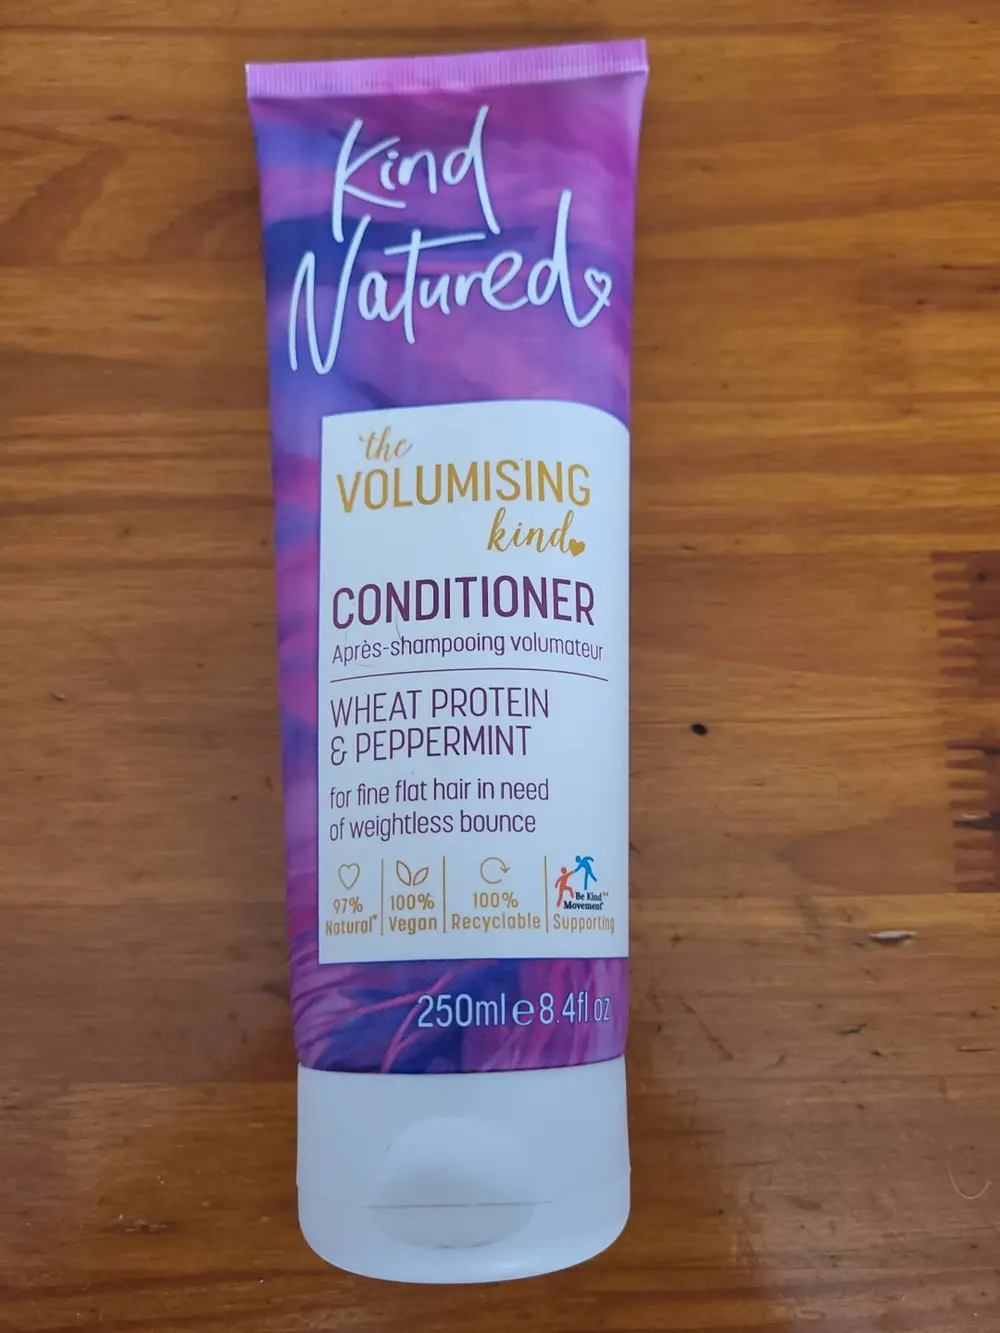 Kind
Natured
the
VOLUMISING
kind
CONDITIONER
Après-shampooing volumateur
WHEAT PROTEIN
& PEPPERMINT
for fine flat hair in need
of weightless bounce
97%
Natural*
100%
Vegan
100%
Recyclable
Be Kind™
Movement
Supporting
250ml e 8.4fl.oz